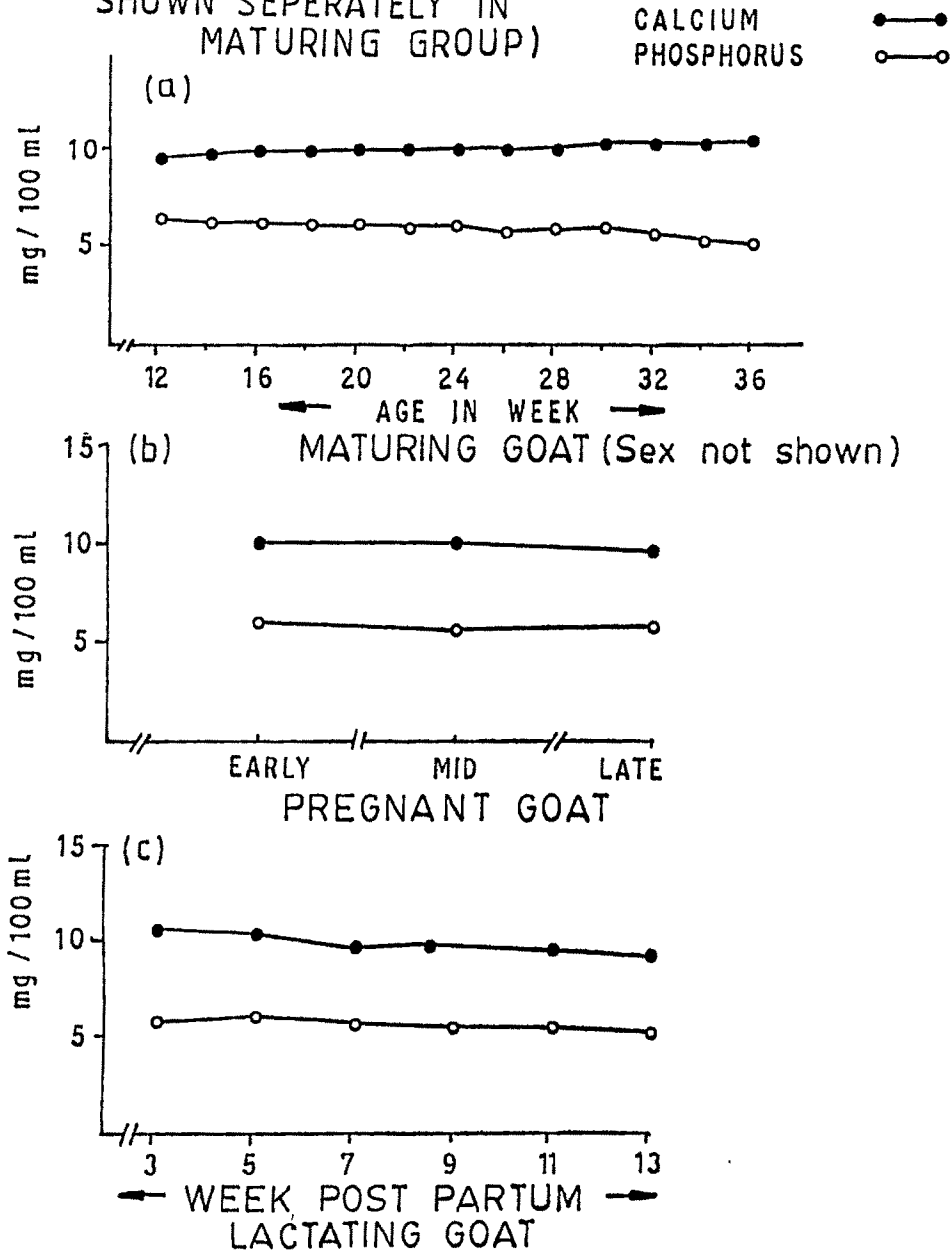 SHOWN SEPERATELY IN
MATURING GROUP)
CALCIUM
PHOSPHORUS
(a)
mg / 100 ml
10
5
12 16 20 24 28 32 36
AGE IN WEEK
MATURING GOAT (Sex not shown)
(b)
mg / 100 ml
15
10
5
EARLY MID LATE
PREGNANT GOAT
(c)
mg / 100 ml
15
10
5
3 5 7 9 11 13
WEEK POST PARTUM
LACTATING GOAT